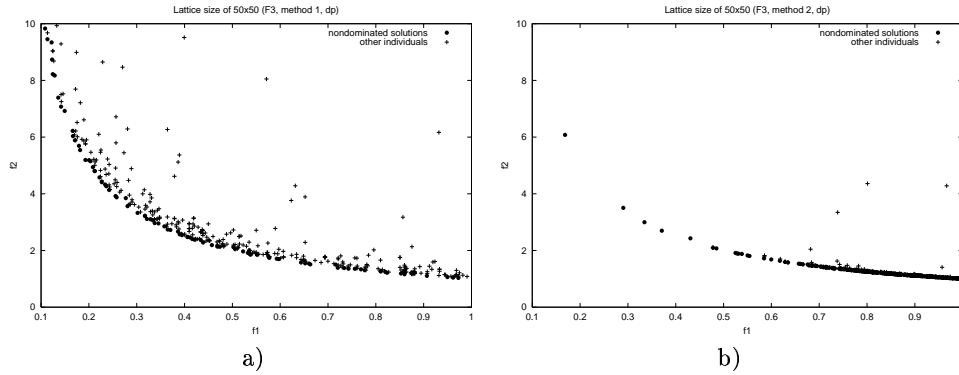 Lattice size of 50x50 (F3, method 1, dp)
nondominated solutions
other individuals
f2
10
8
6
4
2
0
0.1 0.2 0.3 0.4 0.5 0.6 0.7 0.8 0.9 1
f1
a)
Lattice size of 50x50 (F3, method 2, dp)
nondominated solutions
other individuals
f2
10
8
6
4
2
0
0.1 0.2 0.3 0.4 0.5 0.6 0.7 0.8 0.9
f1
b)